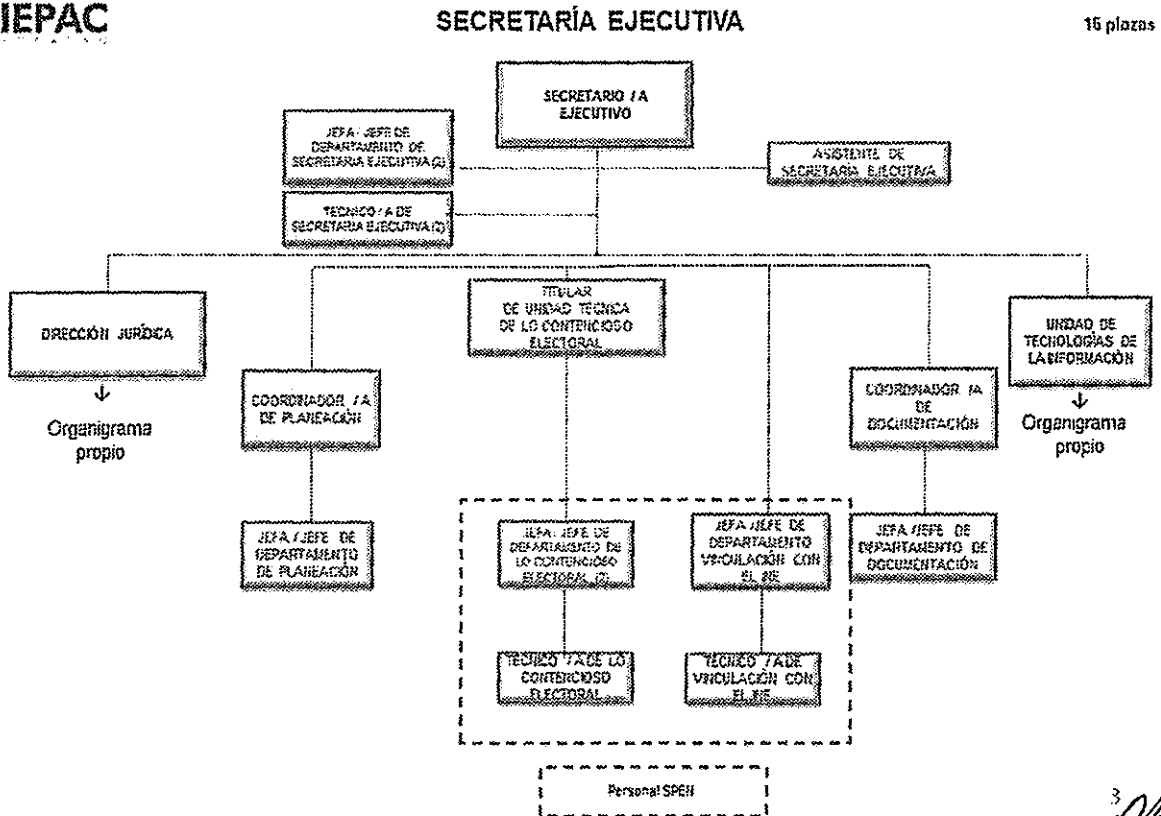 IEPAC
SECRETARÍA EJECUTIVA
16 plazas
SECRETARIO /A
EJECUTIVO
JEFA/ JEFE DE
DEPARTAMENTO DE
SECRETARIA EJECUTIVA
ASISTENTE DE
SECRETARÍA EJECUTIVA
TECNICO / A DE
SECRETARIA EJECUTIVA (2)
DIRECCIÓN JURÍDICA
↓
Organigrama
propio
COORDINADOR /A
DE PLANEACIÓN
JEFA /JEFE DE
DEPARTAMENTO
DE PLANEACIÓN
TITULAR
DE UNIDAD TÉCNICA
DE LO CONTENCIOSO
ELECTORAL
JEFA/ JEFE DE
DEPARTAMENTO DE
LO CONTENCIOSO
ELECTORAL (2)
TÉCNICO /A DE LO
CONTENCIOSO
ELECTORAL
JEFA /JEFE DE
DEPARTAMENTO
VINCULACIÓN CON
EL INE
TÉCNICO /A DE
VINCULACIÓN CON
EL INE
COORDINADOR /A
DE
DOCUMENTACIÓN
JEFA /JEFE DE
DEPARTAMENTO DE
DOCUMENTACIÓN
UNIDAD DE
TECNOLOGÍAS DE
LA INFORMACIÓN
↓
Organigrama
propio
Personal SPEN
3